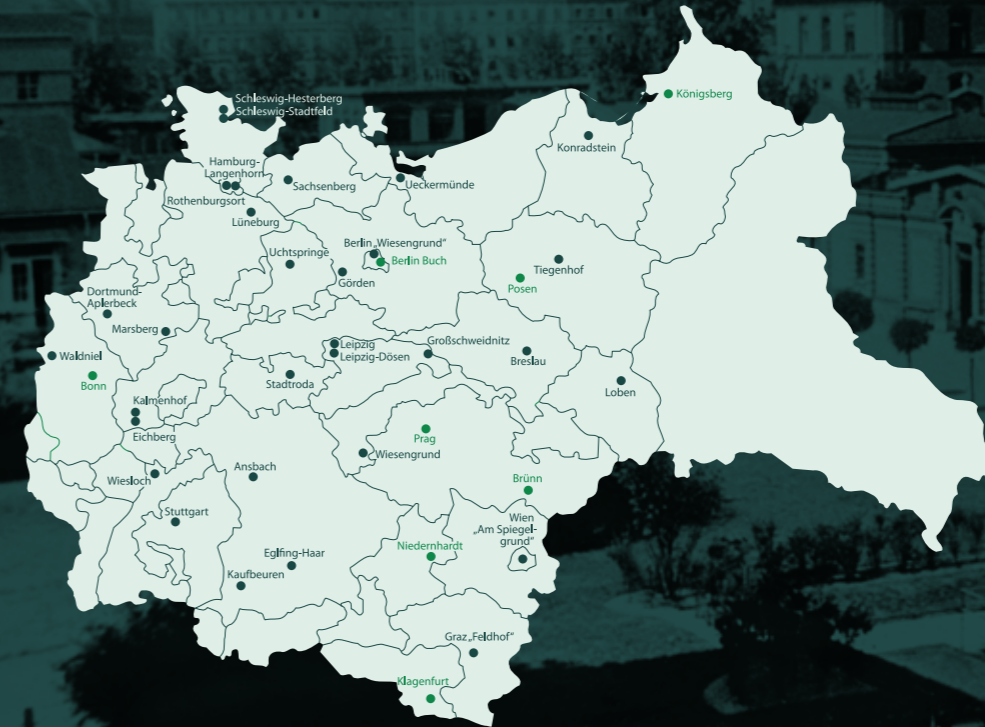 Schleswig-Hesterberg
Schleswig-Stadtfeld
Königsberg
Konradstein
Hamburg-
Langenhorn
Rothenburgsort
Sachsenberg
Ueckermünde
Lüneburg
Berlin „Wiesengrund“
Berlin Buch
Uchtspringe
Görden
Tiegenhof
Posen
Dortmund-
Aplerbeck
Marsberg
Leipzig
Leipzig-Dösen
Großschweidnitz
Breslau
Waldniel
Bonn
Stadtroda
Loben
Kalmenhof
Eichberg
Prag
Wiesengrund
Wiesloch
Ansbach
Brünn
Stuttgart
Wien
„Am Spiegel-
grund“
Niedernhardt
Eglfing-Haar
Kaufbeuren
Graz „Feldhof“
Klagenfurt